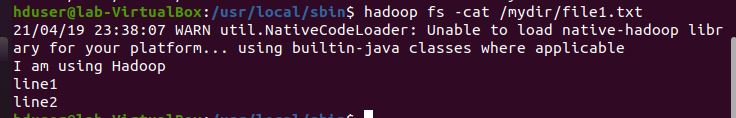 hduser@lab-VirtualBox:/usr/local/sbin$ hadoop fs -cat /mydir/file1.txt
21/04/19 23:38:07 WARN util.NativeCodeLoader: Unable to load native-hadoop libr
ary for your platform... using builtin-java classes where applicable
I am using Hadoop
line1
line2
hduser@lab-VirtualBox:/usr/local/sbin$